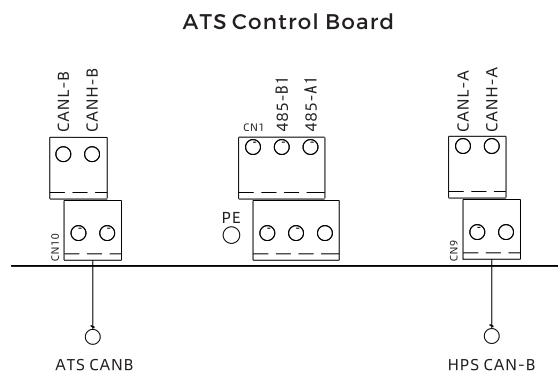 ATS Control Board
CANL-B
CANH-B
CN1
485-B1
485-A1
CANL-A
CANH-A
CN10
PE
CN9
ATS CANB
HPS CAN-B